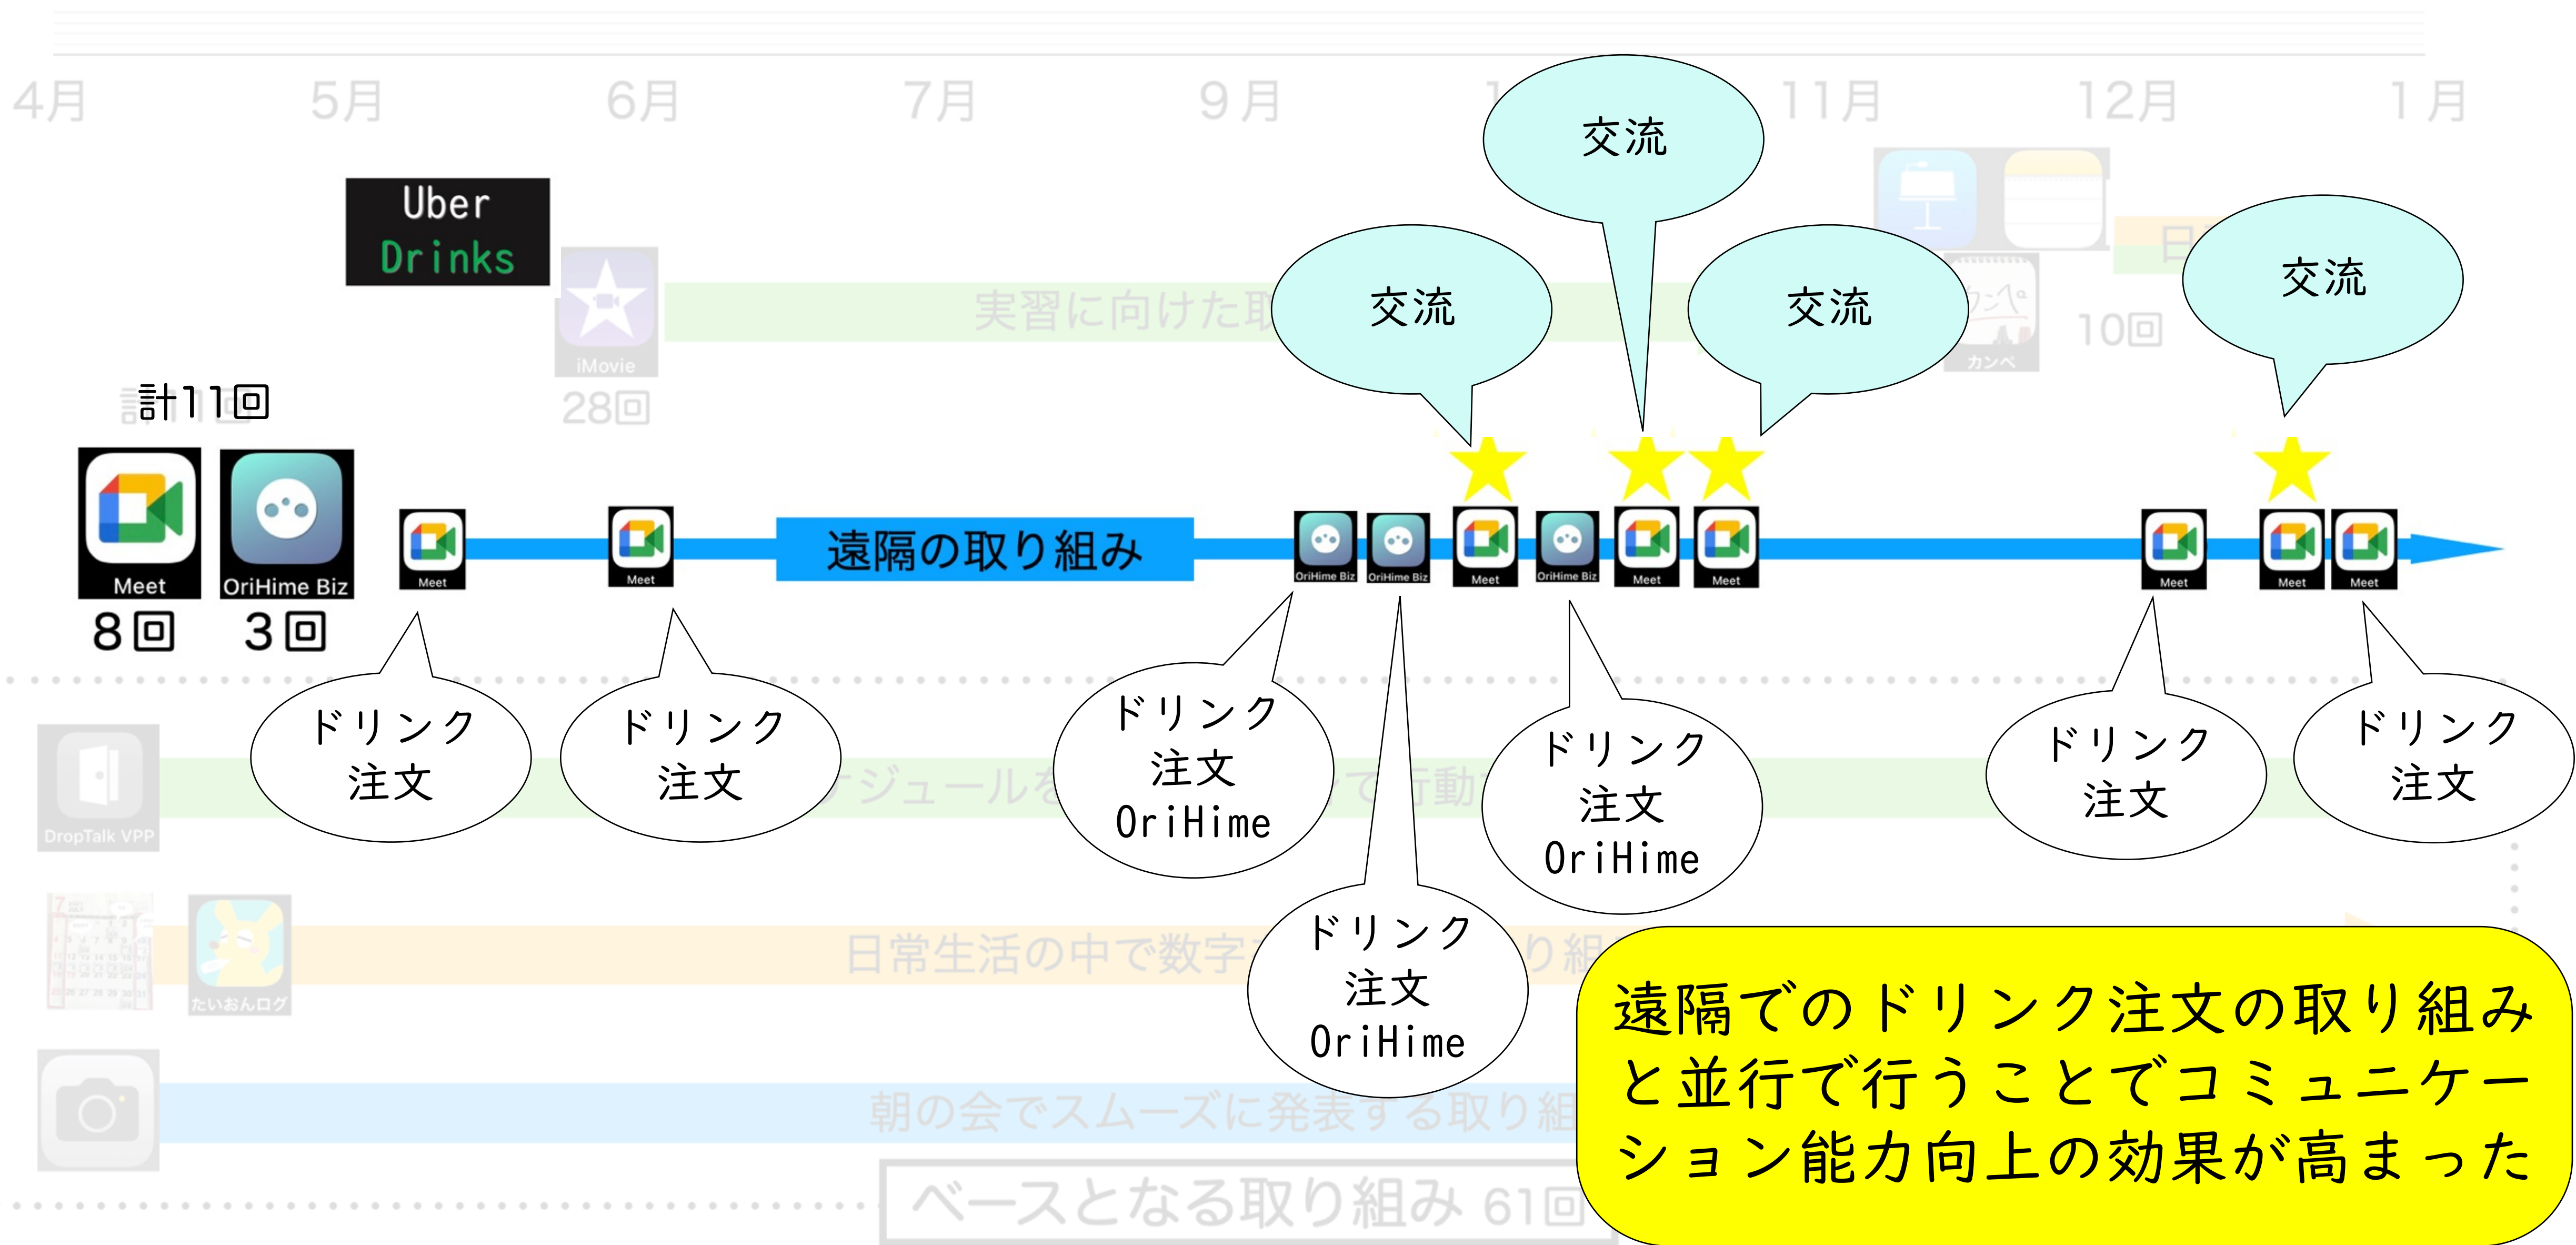 4月
5月
6月
7月
9月
1
11月
12月
1月
交流
Uber
Drinks
交流
交流
交流
iMovie
実習に向けた取
カンペ
10回
28回
計11回
Meet
OriHime Biz
8回
3回
Meet
Meet
遠隔の取り組み
OriHime Biz
OriHime Biz
Meet
OriHime Biz
Meet
Meet
Meet
Meet
Meet
ドリンク
注文
ドリンク
注文
ドリンク
注文
OriHime
ドリンク
注文
OriHime
ドリンク
注文
OriHime
ドリンク
注文
ドリンク
注文
DropTalk VPP
ジュールを
て行動
たいおんログ
日常生活の中で数字
り組
朝の会でスムーズに発表する取り組
ベースとなる取り組み 61回
遠隔でのドリンク注文の取り組み
と並行で行うことでコミュニケー
ション能力向上の効果が高まった